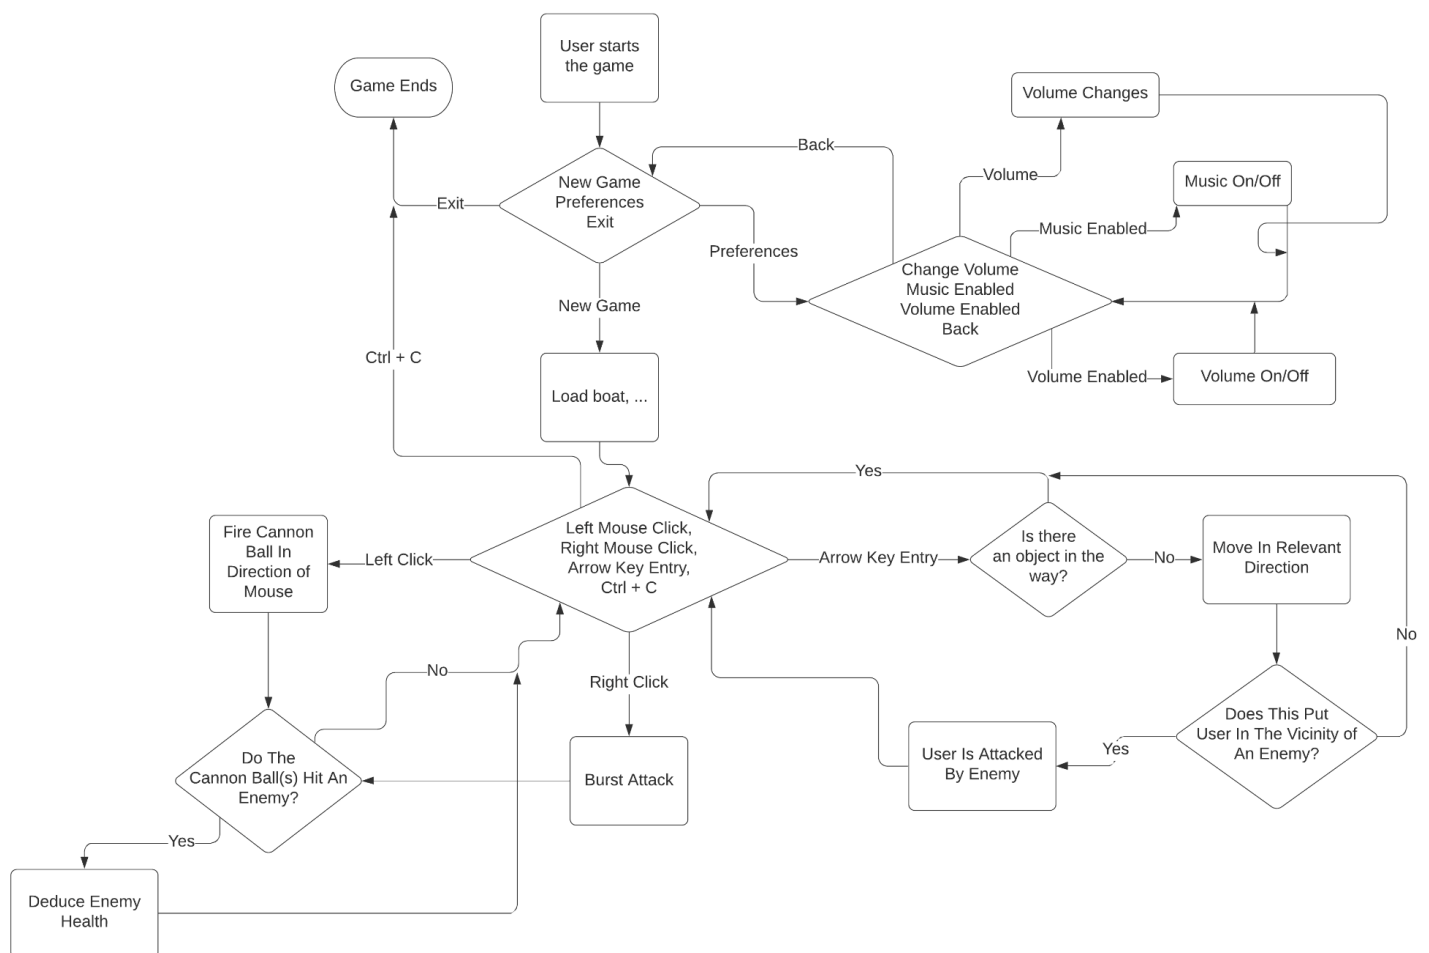 User starts
the game
Game Ends
Volume Changes
Back
Volume
Music On/Off
New Game
Preferences
Exit
Exit
Music Enabled
Preferences
Change Volume
Music Enabled
Volume Enabled
Back
New Game
Ctrl + C
Volume Enabled
Volume On/Off
Load boat, ...
Yes
Fire Cannon
Ball In
Direction of
Mouse
Left Click
Left Mouse Click,
Right Mouse Click,
Arrow Key Entry,
Ctrl + C
Arrow Key Entry
Is there
an object in the
way?
No
Move In Relevant
Direction
No
No
Right Click
Do The
Cannon Ball(s) Hit An
Enemy?
Burst Attack
User Is Attacked
By Enemy
Yes
Does This Put
User In The Vicinity of
An Enemy?
Yes
Deduce Enemy
Health